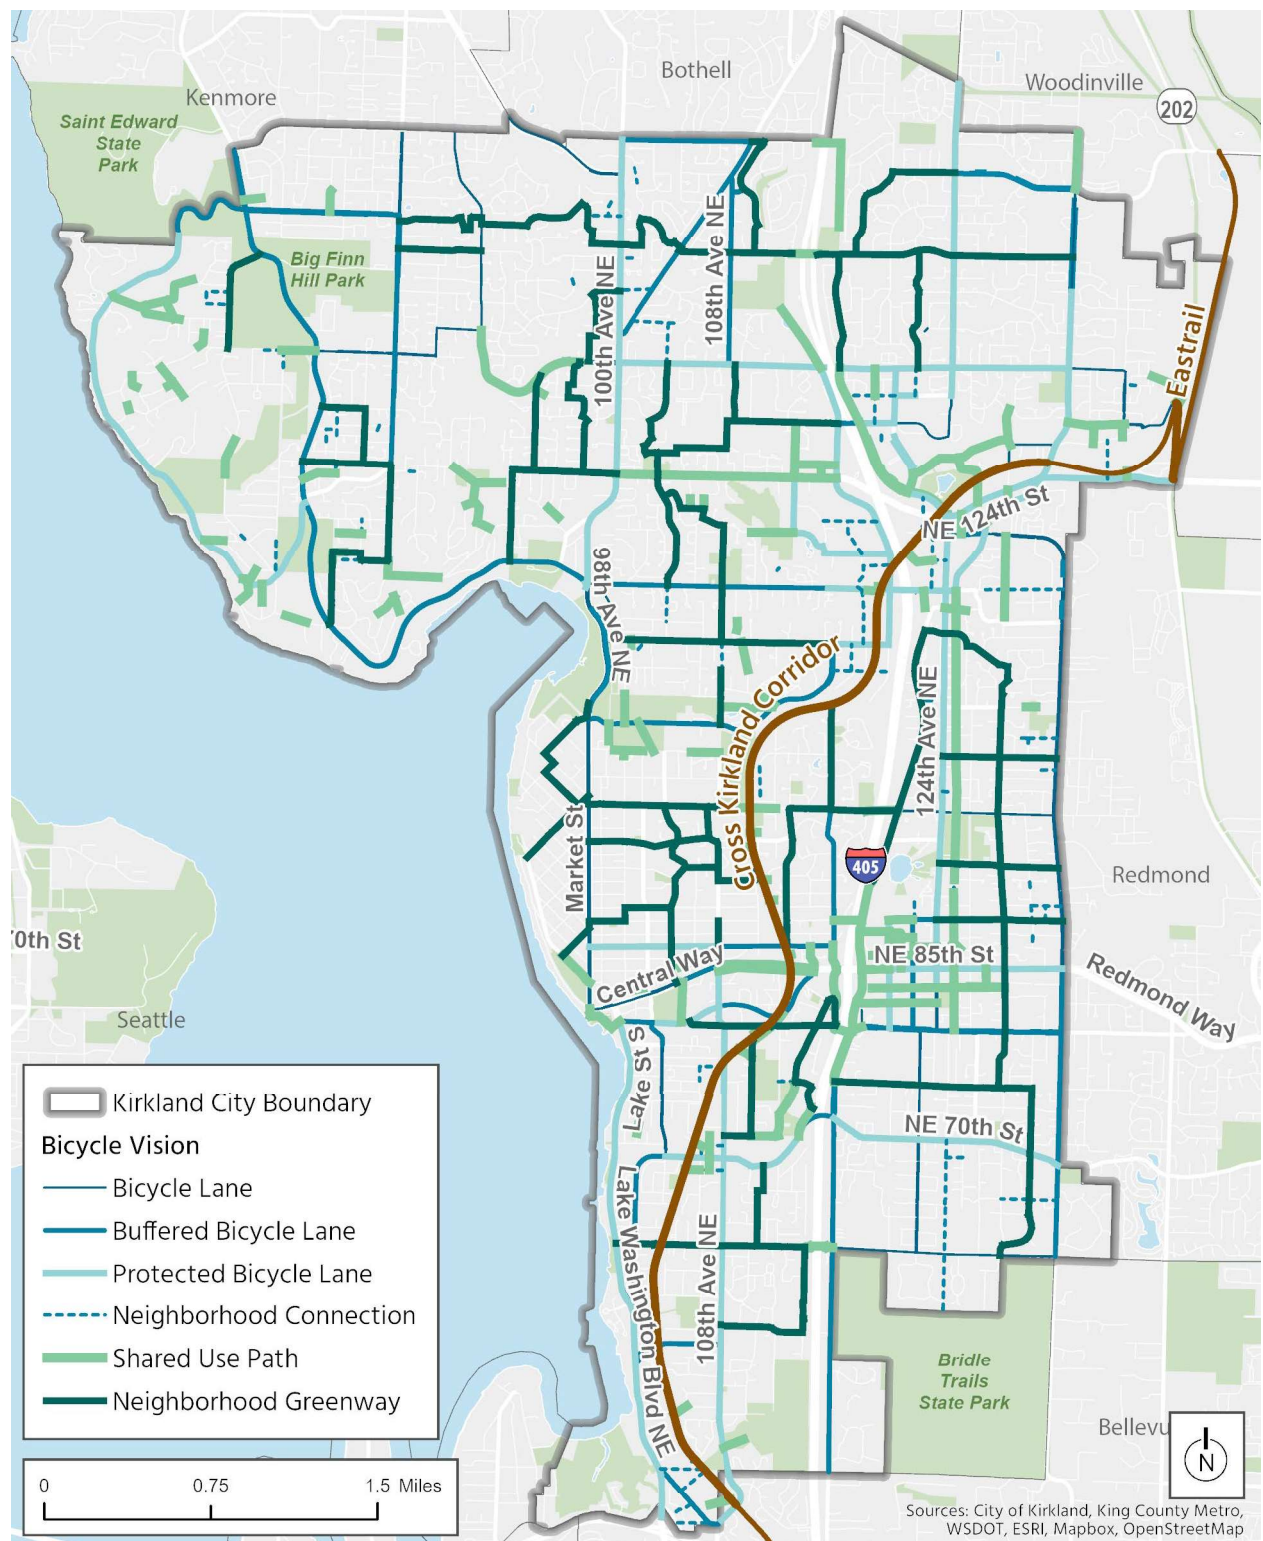 Bothell
Woodinville
Kenmore
202
Saint Edward
State
Park
Big Finn
Hill Park
108th Ave NE
100th Ave NE
Eastrail
NE 124th St
98th Ave NE
Cross Kirkland Corridor
124th Ave NE
Market St
405
Redmond
70th St
NE 85th St
Central Way
Redmond Way
Seattle
Lake St S
NE 70th St
Lake Washington Blvd NE
108th Ave NE
Bridle
Trails
State Park
Bellevu
N
Kirkland City Boundary
Bicycle Vision
Bicycle Lane
Buffered Bicycle Lane
Protected Bicycle Lane
Neighborhood Connection
Shared Use Path
Neighborhood Greenway
0 0.75 1.5 Miles
Sources: City of Kirkland, King County Metro,
WSDOT, ESRI, Mapbox, OpenStreetMap